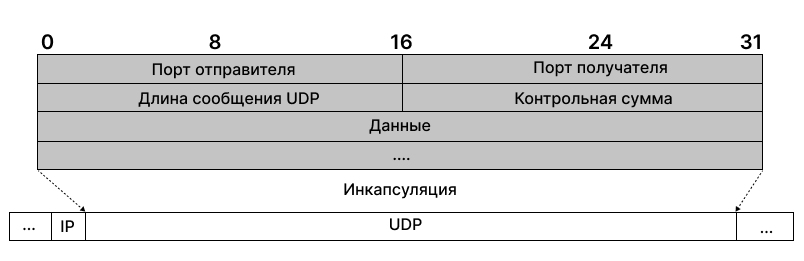 0 8 16 24 31
Порт отправителя Порт получателя
Длина сообщения UDP Контрольная сумма
Данные
....
Инкапсуляция
... IP UDP ...